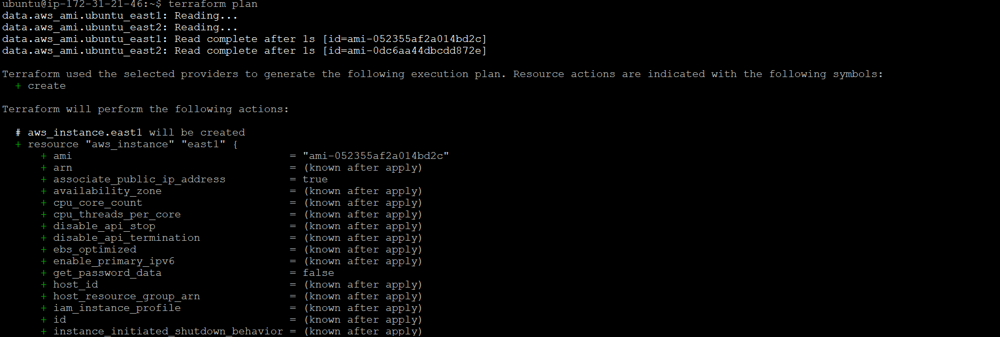 ubuntu@ip-172-31-21-46:~$ terraform plan
data.aws_ami.ubuntu_east1: Reading...
data.aws_ami.ubuntu_east2: Reading...
data.aws_ami.ubuntu_east1: Read complete after 1s [id=ami-052355af2a014bd2c]
data.aws_ami.ubuntu_east2: Read complete after 1s [id=ami-0dc6aa44dbcdd872e]
Terraform used the selected providers to generate the following execution plan. Resource actions are indicated with the following symbols:
  + create
Terraform will perform the following actions:
  # aws_instance.east1 will be created
  + resource "aws_instance" "east1" {
      + ami                                  = "ami-052355af2a014bd2c"
      + arn                                  = (known after apply)
      + associate_public_ip_address          = true
      + availability_zone                    = (known after apply)
      + cpu_core_count                       = (known after apply)
      + cpu_threads_per_core                 = (known after apply)
      + disable_api_stop                     = (known after apply)
      + disable_api_termination              = (known after apply)
      + ebs_optimized                        = (known after apply)
      + enable_primary_ipv6                  = (known after apply)
      + get_password_data                    = false
      + host_id                              = (known after apply)
      + host_resource_group_arn              = (known after apply)
      + iam_instance_profile                 = (known after apply)
      + id                                   = (known after apply)
      + instance_initiated_shutdown_behavior = (known after apply)